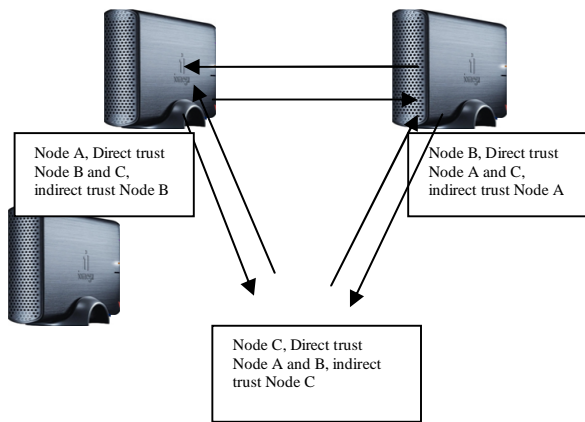 Node A, Direct trust
Node B and C,
indirect trust Node B
Node B, Direct trust
Node A and C,
indirect trust Node A
Node C, Direct trust
Node A and B, indirect
trust Node C